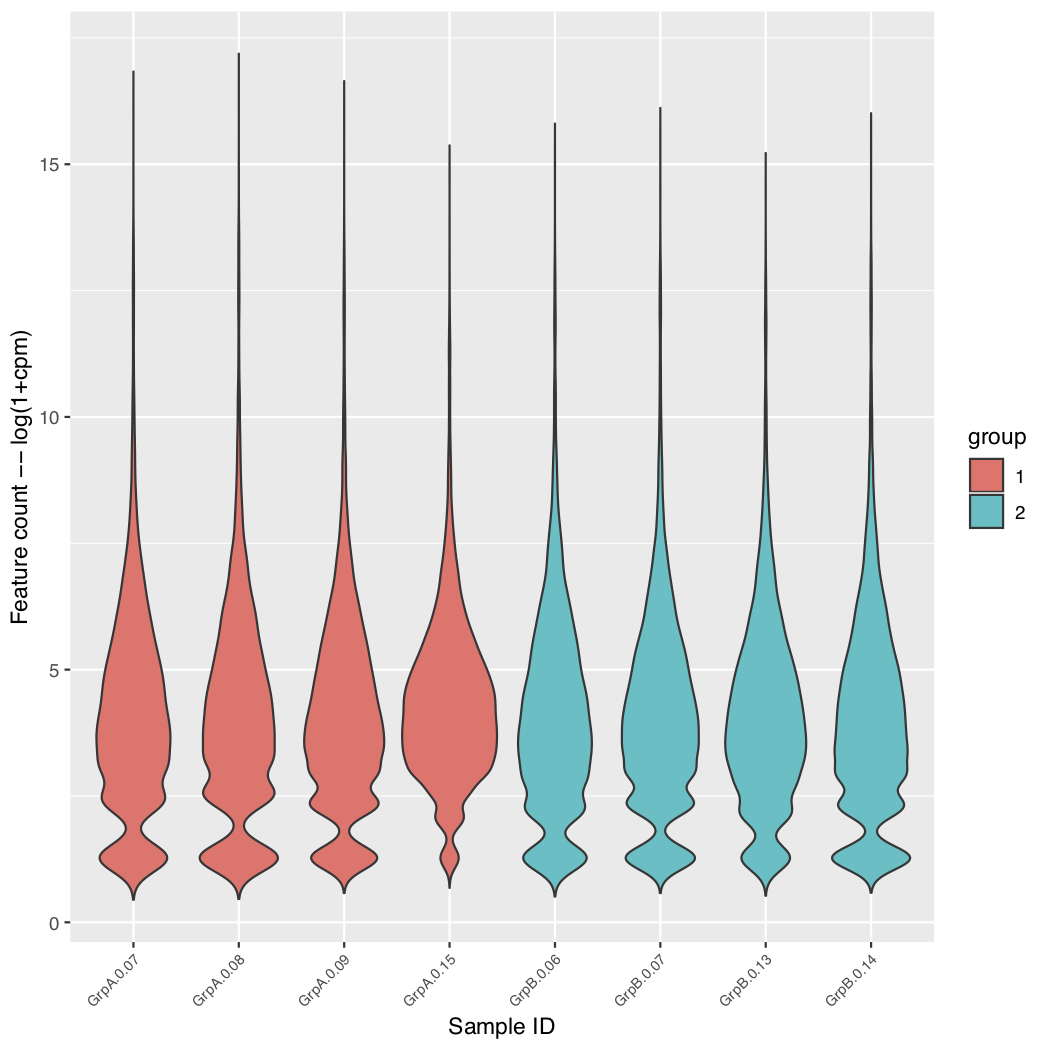 Feature count −− log(1+cpm)
15
10
5
0
GrpA.0.07
GrpA.0.08
GrpA.0.09
GrpA.0.15
GrpB.0.06
GrpB.0.07
GrpB.0.13
GrpB.0.14
Sample ID
group
1
2